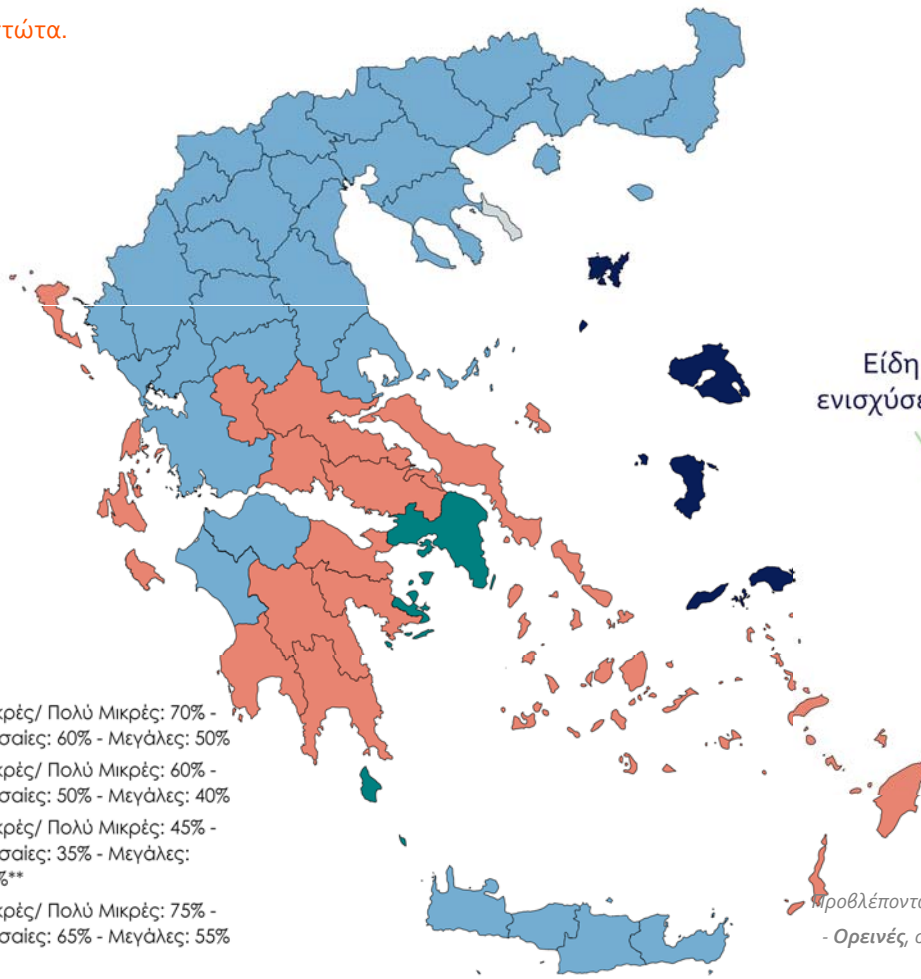 τώτα.
Είδη
ενισχύσε
κρές/ Πολύ Μικρές: 70% -
σαίες: 60% - Μεγάλες: 50%
κρές/ Πολύ Μικρές: 60% -
σαίες: 50% - Μεγάλες: 40%
κρές/ Πολύ Μικρές: 45% -
σαίες: 35% - Μεγάλες:
%**
κρές/ Πολύ Μικρές: 75% -
σαίες: 65% - Μεγάλες: 55%
Προβλέποντα
- Ορεινές,